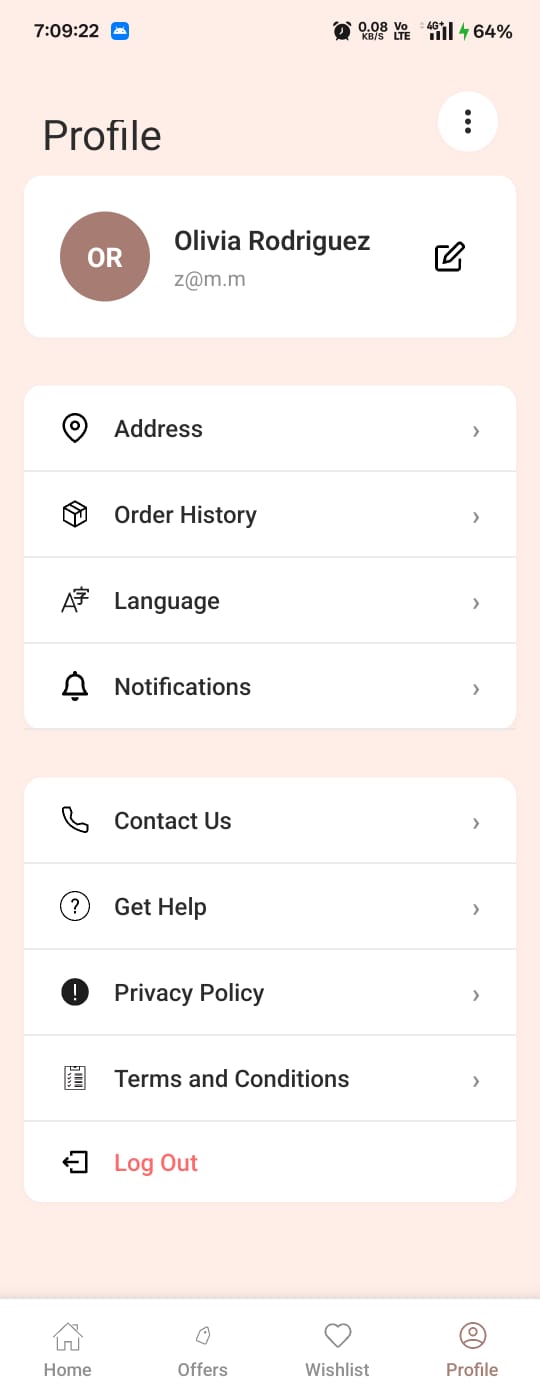 7:09:22 0.08 KB/S Vo LTE 4G+ 64%
Profile
OR
Olivia Rodriguez
z@m.m
Address
Order History
Language
Notifications
Contact Us
Get Help
Privacy Policy
Terms and Conditions
Log Out
Home Offers Wishlist Profile